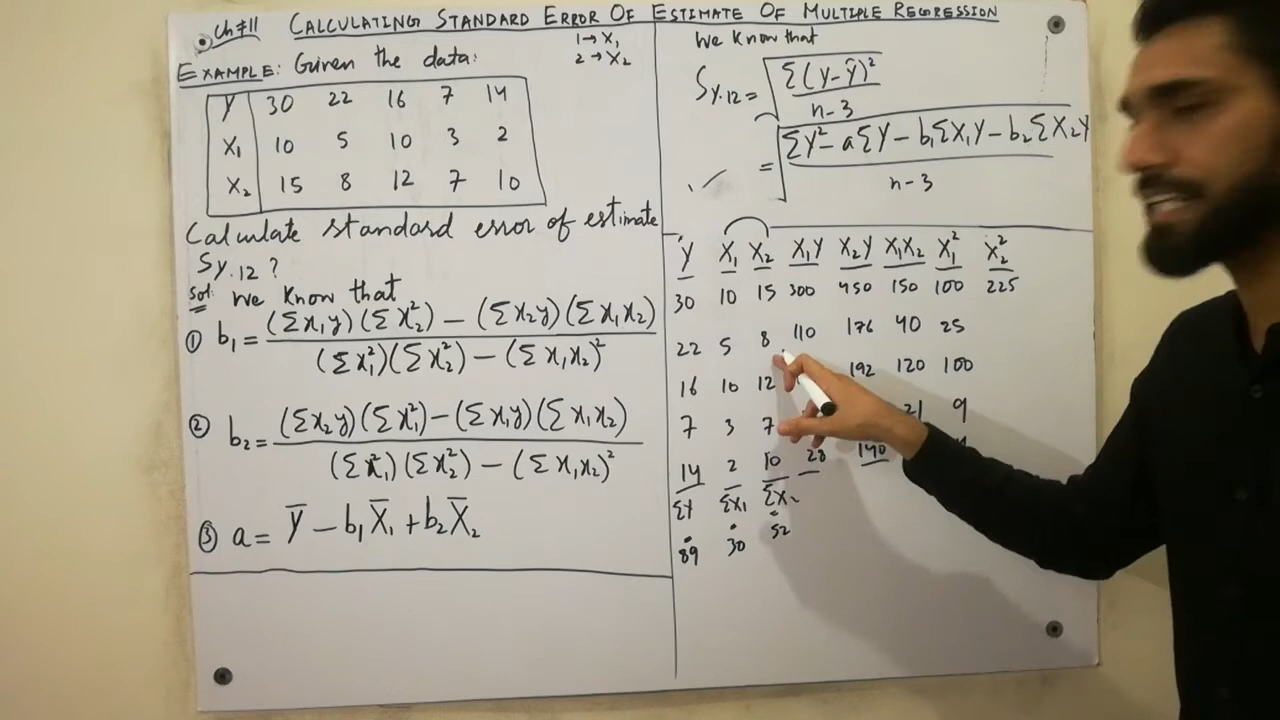 Ch#11 CALCULATING STANDARD ERROR OF ESTIMATE OF MULTIPLE REGRESSION
EXAMPLE: Given the data:
1→X₁
2→X₂
Y 30 22 16 7 14
X₁ 10 5 10 3 2
X₂ 15 8 12 7 10
Calculate standard error of estimate
Sy.12 ?
Sol: We Know that
① b₁= (Σx₁y)(Σx₂²) − (Σx₂y)(Σx₁x₂) / (Σx₁²)(Σx₂²) − (Σx₁x₂)²
② b₂= (Σx₂y)(Σx₁²) − (Σx₁y)(Σx₁x₂) / (Σx₁²)(Σx₂²) − (Σx₁x₂)²
③ a = Y̅ − b₁X̅₁ + b₂X̅₂
We Know that
Sy.12 = √ Σ(y-ŷ)² / n-3
= √ ΣY² − aΣY − b₁ΣX₁Y − b₂ΣX₂Y / n-3
Y X₁ X₂ X₁Y X₂Y X₁X₂ X₁² X₂²
30 10 15 300 450 150 100 225
22 5 8 110 176 40 25
16 10 12 192 120 100
7 3 7 21 9
14 2 10 28 140
ΣY ΣX₁ ΣX₂
89 30 52